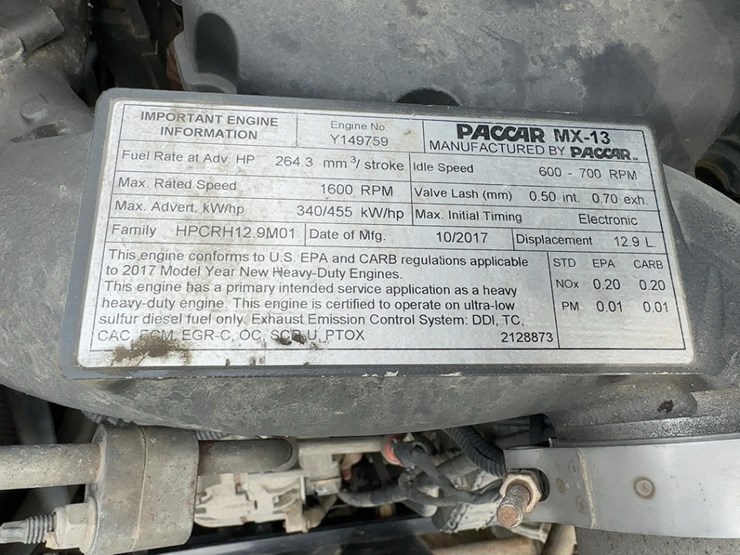 IMPORTANT ENGINE INFORMATION
Engine No. Y149759
PACCAR MX-13
MANUFACTURED BY PACCAR
Fuel Rate at Adv. HP 264.3 mm³/ stroke
Idle Speed 600 - 700 RPM
Max. Rated Speed 1600 RPM
Valve Lash (mm) 0.50 int. 0.70 exh.
Max. Advert. kW/hp 340/455 kW/hp
Max. Initial Timing Electronic
Family HPCRH12.9M01
Date of Mfg. 10/2017
Displacement 12.9 L
This engine conforms to U.S. EPA and CARB regulations applicable
to 2017 Model Year New Heavy-Duty Engines.
This engine has a primary intended service application as a heavy
heavy-duty engine. This engine is certified to operate on ultra-low
sulfur diesel fuel only. Exhaust Emission Control System: DDI, TC,
CAC, ECM, EGR-C, OC, SCR-U, PTOX
2128873
STD EPA CARB
NOx 0.20 0.20
PM 0.01 0.01